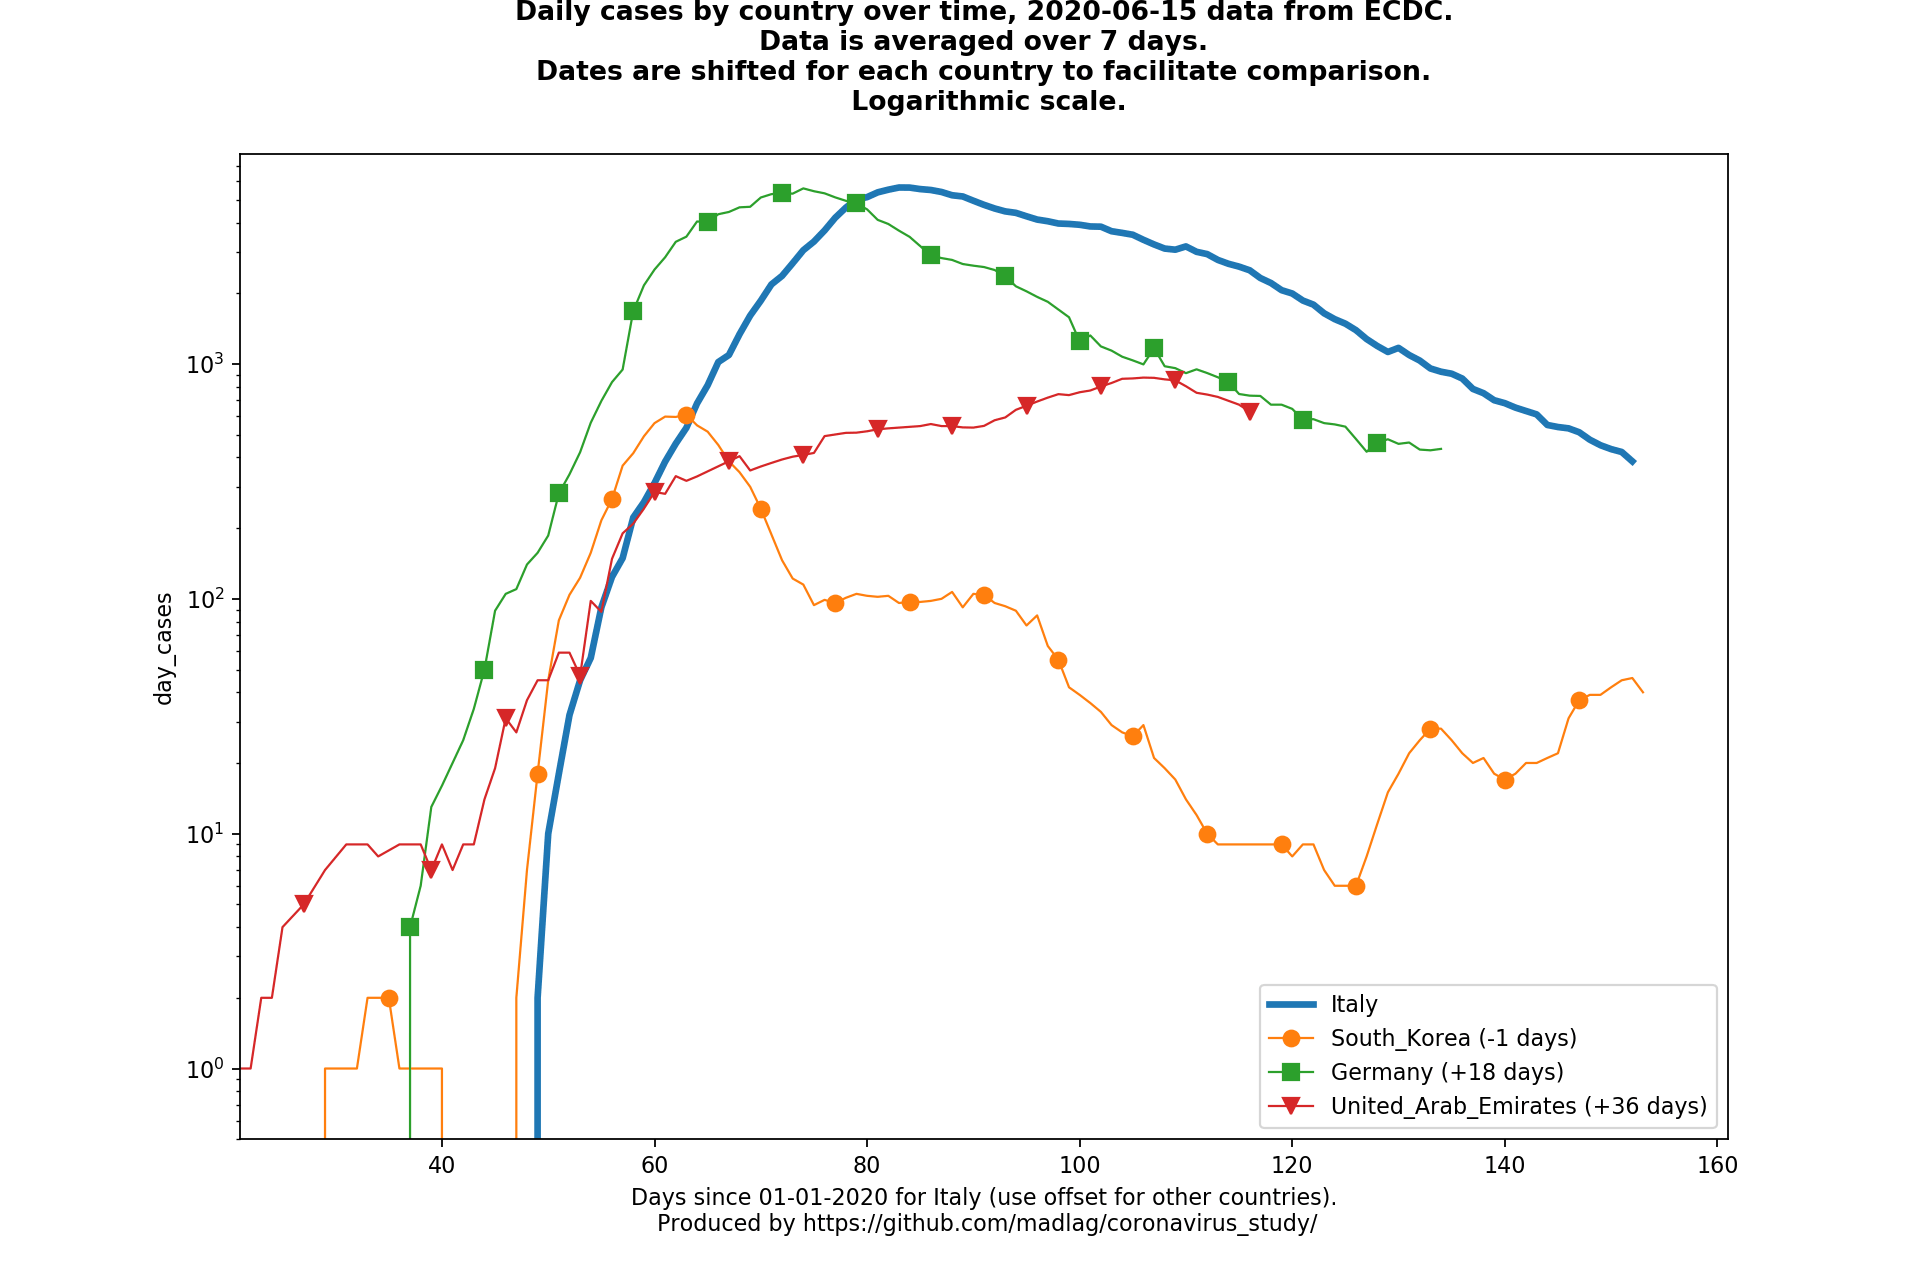 Daily cases by country over time, 2020-06-15 data from ECDC.
Data is averaged over 7 days.
Dates are shifted for each country to facilitate comparison.
Logarithmic scale.
10³
10²
10¹
10⁰
day_cases
Italy
South_Korea (-1 days)
Germany (+18 days)
United_Arab_Emirates (+36 days)
40 60 80 100 120 140 160
Days since 01-01-2020 for Italy (use offset for other countries).
Produced by https://github.com/madlag/coronavirus_study/